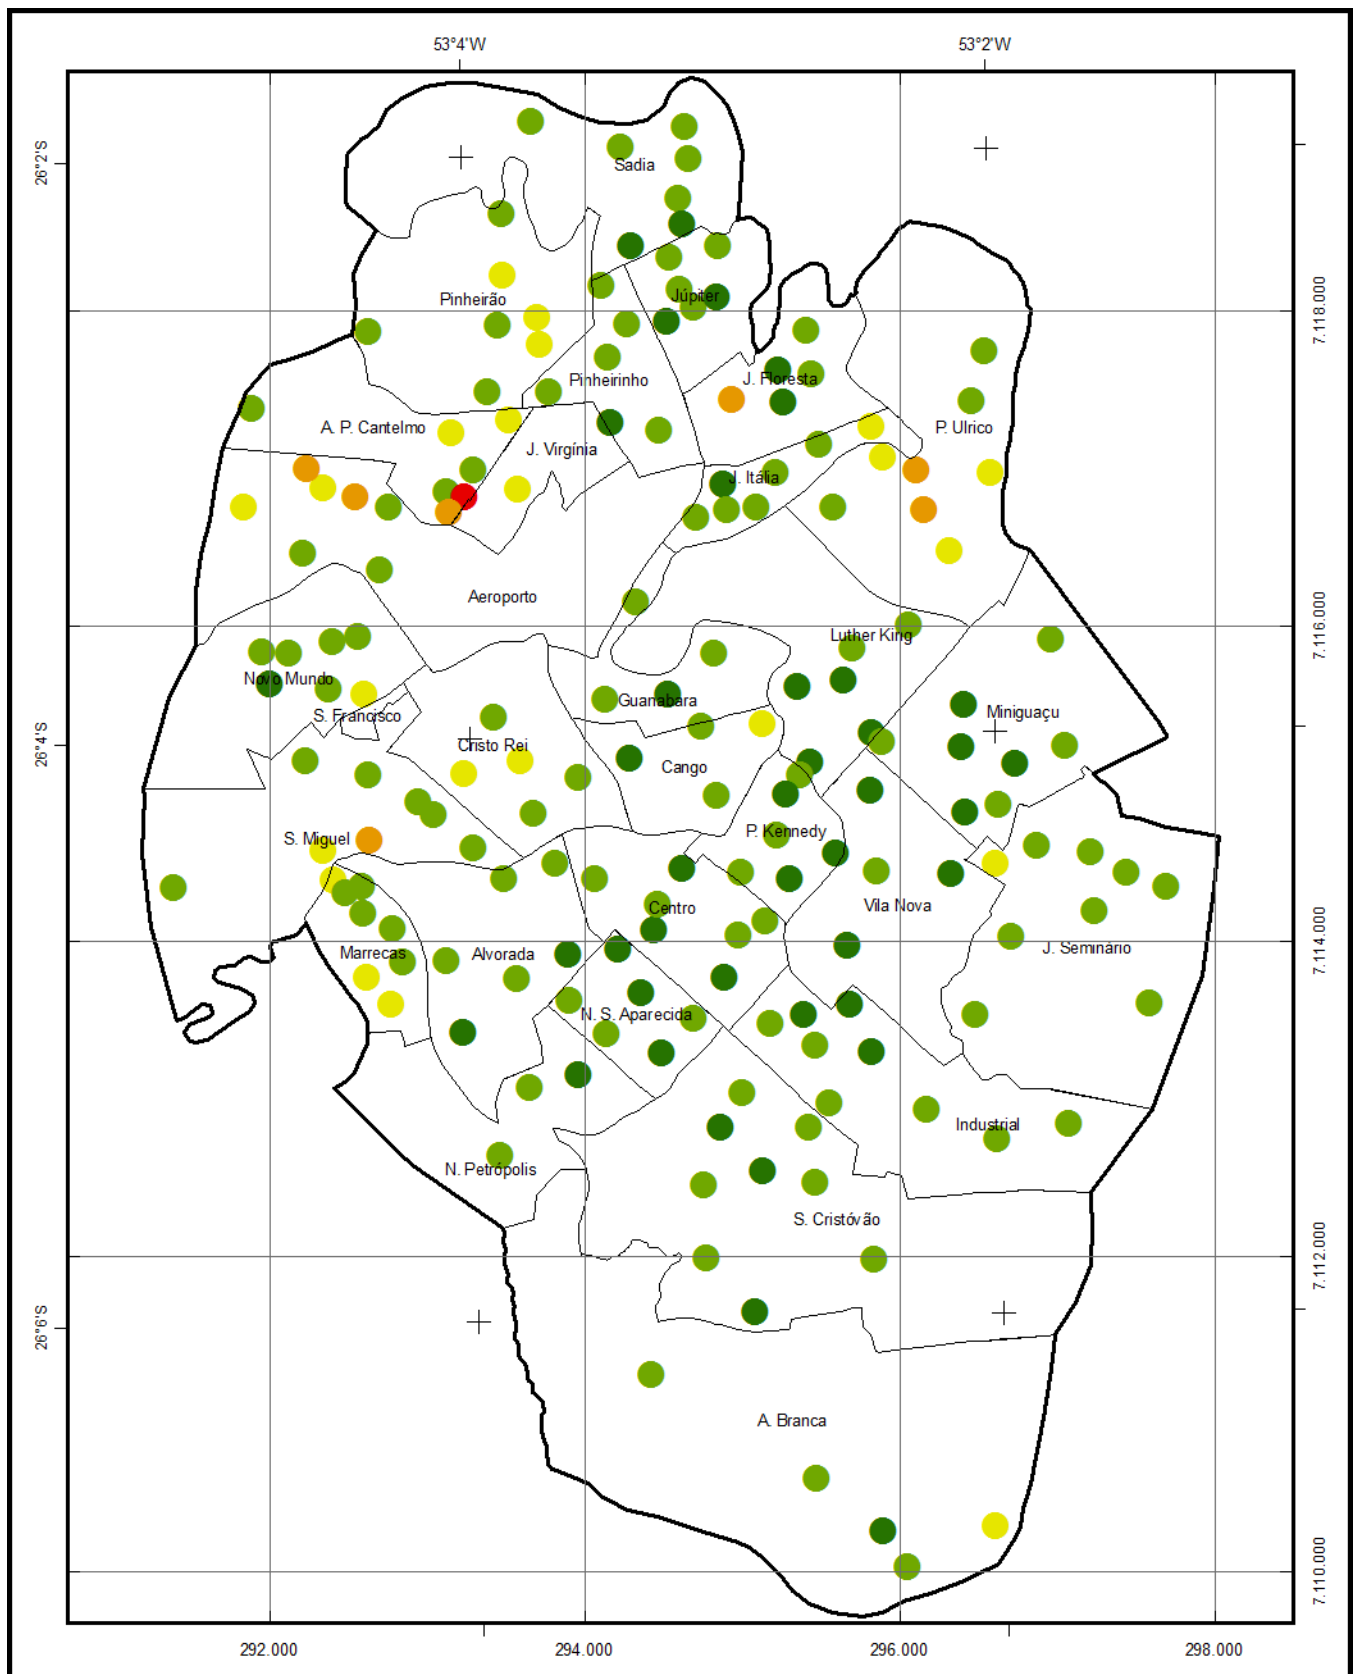 53°4'W
53°2'W
26°2'S
Sadia
Pinheirão
Júpiter
7.118.000
Pinheirinho
J. Floresta
A. P. Cantelmo
P. Ulrico
J. Virgínia
J. Itália
Aeroporto
Luther King
7.116.000
Novo Mundo
Guanabara
S. Francisco
Miniguaçu
26°4'S
Cristo Rei
Cango
P. Kennedy
S. Miguel
Centro
Vila Nova
Marrecas
Alvorada
J. Seminário
7.114.000
N. S. Aparecida
Industrial
N. Petrópolis
S. Cristóvão
7.112.000
26°6'S
A. Branca
7.110.000
292.000
294.000
296.000
298.000